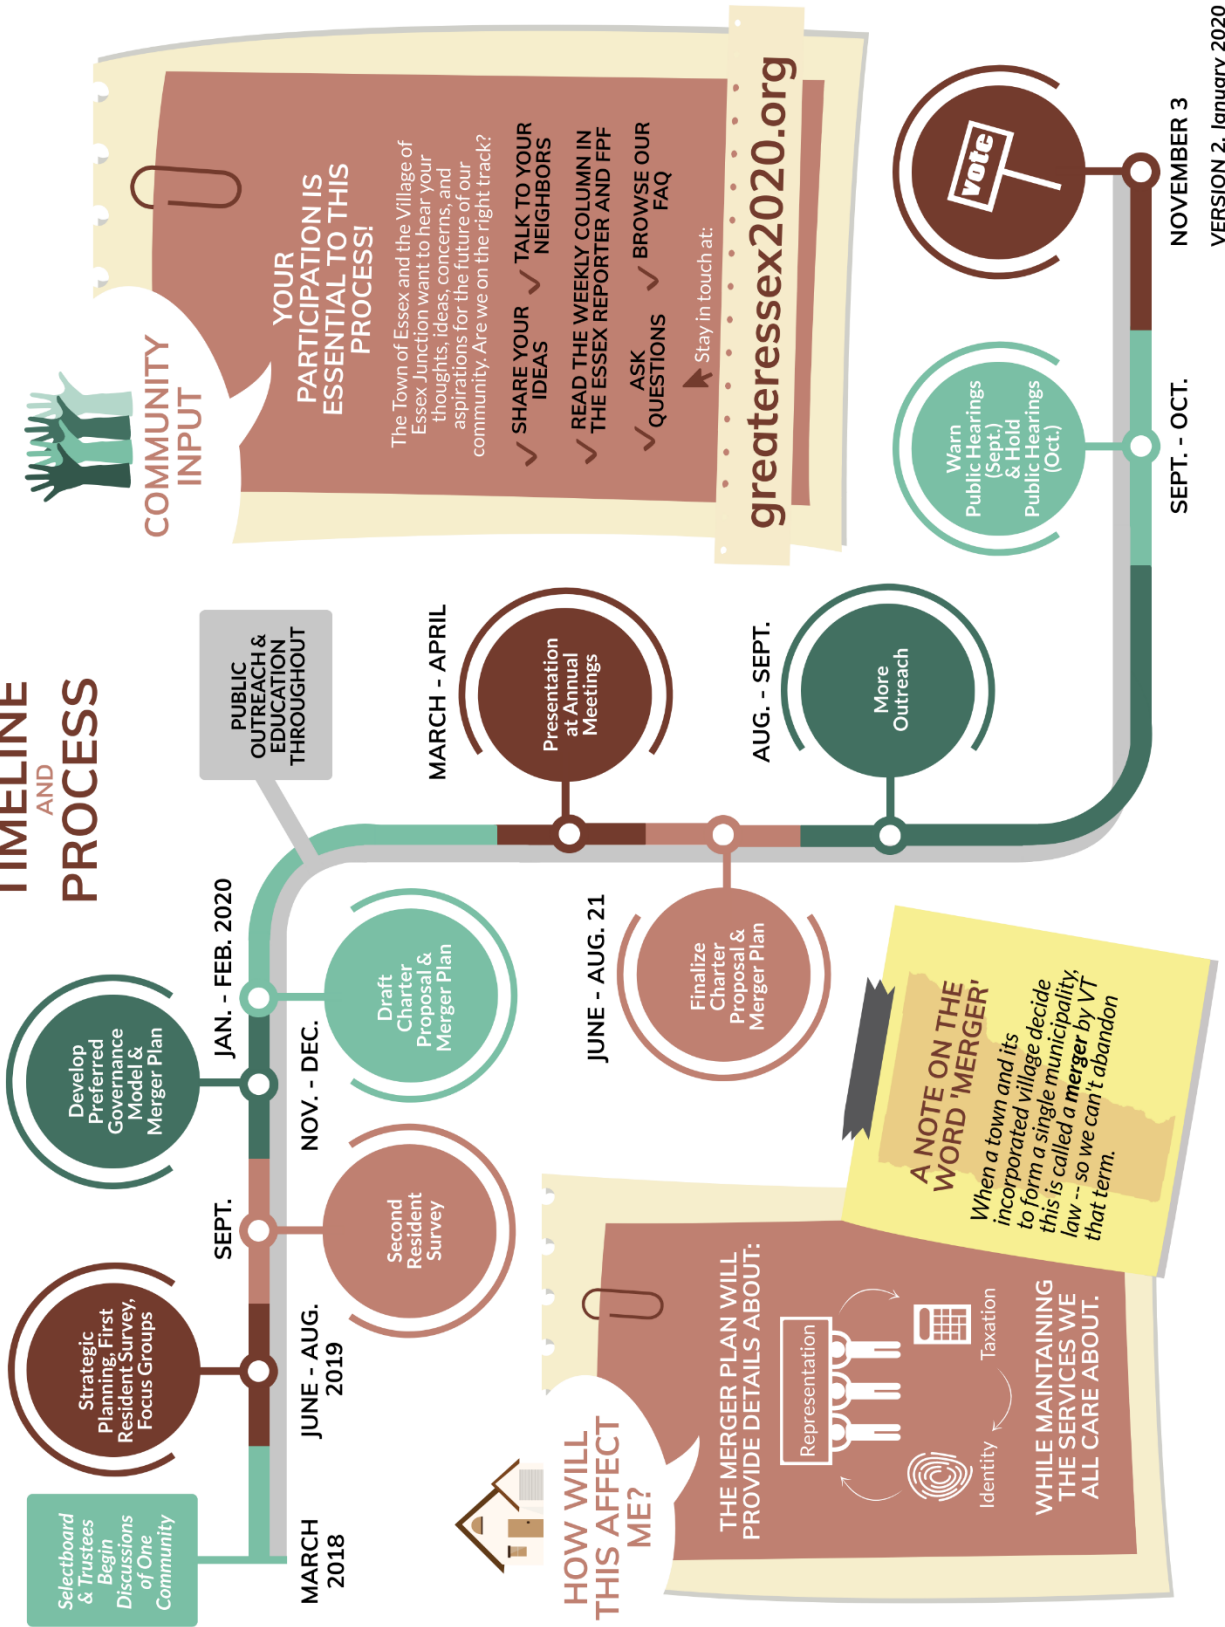 TIMELINE
AND
PROCESS
Selectboard
& Trustees
Begin
Discussions
of One
Community
MARCH
2018
Strategic
Planning, First
Resident Survey,
Focus Groups
JUNE - AUG.
2019
SEPT.
Second
Resident
Survey
Develop
Preferred
Governance
Model &
Merger Plan
NOV. - DEC.
JAN. - FEB. 2020
Draft
Charter
Proposal &
Merger Plan
PUBLIC
OUTREACH &
EDUCATION
THROUGHOUT
MARCH - APRIL
Presentation
at Annual
Meetings
JUNE - AUG. 21
Finalize
Charter
Proposal &
Merger Plan
AUG. - SEPT.
More
Outreach
Warn
Public Hearings
(Sept.)
& Hold
Public Hearings
(Oct.)
SEPT. - OCT.
vote
NOVEMBER 3
COMMUNITY
INPUT
YOUR
PARTICIPATION IS
ESSENTIAL TO THIS
PROCESS!
The Town of Essex and the Village of
Essex Junction want to hear your
thoughts, ideas, concerns, and
aspirations for the future of our
community. Are we on the right track?
SHARE YOUR
IDEAS
TALK TO YOUR
NEIGHBORS
READ THE WEEKLY COLUMN IN
THE ESSEX REPORTER AND FPF
ASK
QUESTIONS
BROWSE OUR
FAQ
Stay in touch at:
greateressex2020.org
HOW WILL
THIS AFFECT
ME?
THE MERGER PLAN WILL
PROVIDE DETAILS ABOUT:
Representation
Identity
Taxation
WHILE MAINTAINING
THE SERVICES WE
ALL CARE ABOUT.
A NOTE ON THE
WORD 'MERGER'
When a town and its
incorporated village decide
to form a single municipality,
this is called a merger by VT
law -- so we can't abandon
that term.
VERSION 2, January 2020